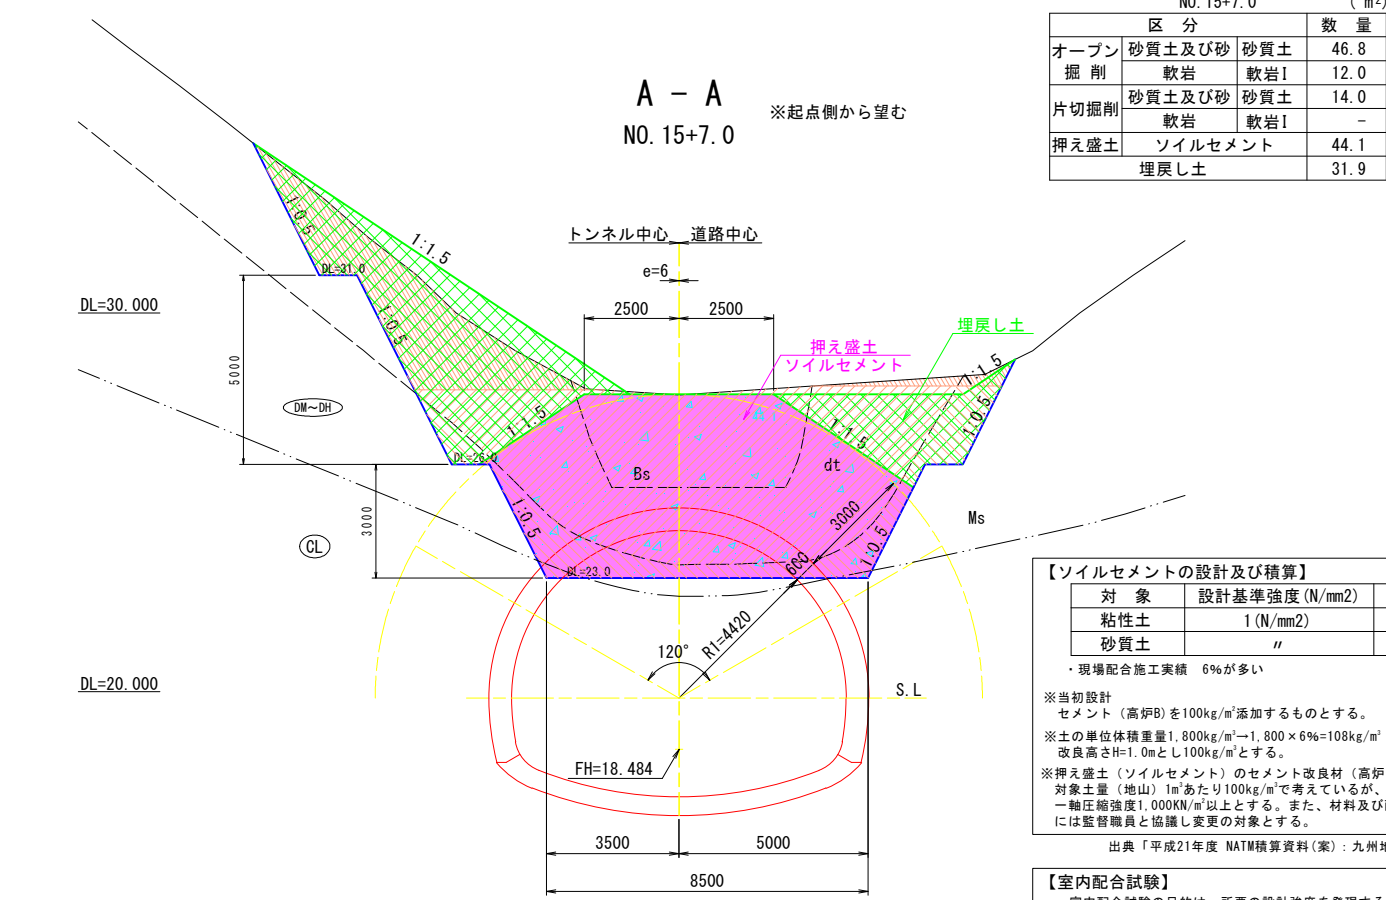 NO.15+7.0 (m2)
区 分 数 量
オープン掘削 砂質土及び砂 砂質土 46.8
軟岩 軟岩I 12.0
片切掘削 砂質土及び砂 砂質土 14.0
軟岩 軟岩I -
押え盛土 ソイルセメント 44.1
埋戻し土 31.9
A - A
※起点側から望む
NO.15+7.0
1:0.5
1:1.5
トンネル中心 道路中心
DL=31.0
e=6
DL=30.000
2500 2500
1:0.5
埋戻し土
押え盛土
ソイルセメント
5000
1:1.5
DM~DH
1:1.5
1:1.5
1:0.5
DL=26.0
Bs
dt
3000
1:0.5
3000
Ms
1:0.5
CL
600
DL=23.0
R1=4420
120°
DL=20.000
S.L
FH=18.484
3500 5000
8500
【ソイルセメントの設計及び積算】
対 象 設計基準強度(N/mm2)
粘性土 1(N/mm2)
砂質土 〃
・現場配合施工実績 6%が多い
※当初設計
セメント(高炉B)を100kg/m³添加するものとする。
※土の単位体積重量1,800kg/m³→1,800×6%=108kg/m³
改良高さH=1.0mとし100kg/m³とする。
※押え盛土(ソイルセメント)のセメント改良材(高炉
対象土量(地山)1m³あたり100kg/m³で考えているが、
一軸圧縮強度1,000KN/m²以上とする。また、材料及び
には監督職員と協議し変更の対象とする。
出典「平成21年度 NATM積算資料(案):九州
【室内配合試験】